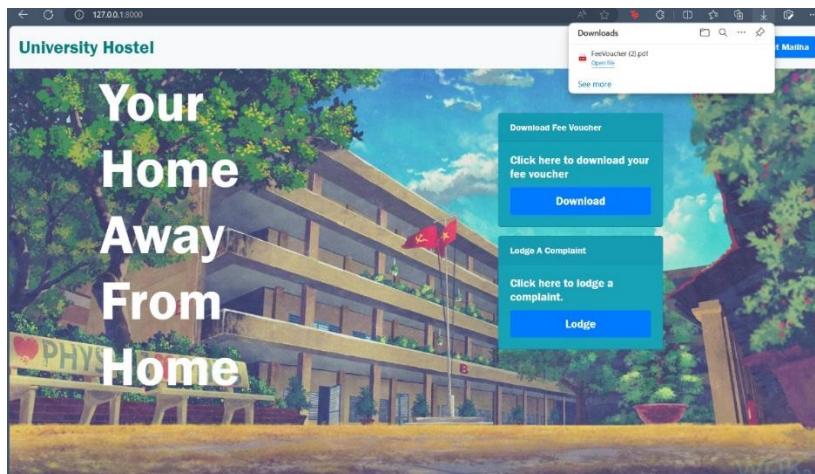 127.0.0.1:8000
Downloads
FeeVoucher (2).pdf
Open file
See more
University Hostel
t Maliha
Your
Home
Away
From
Home
Download Fee Voucher
Click here to download your
fee voucher
Download
Lodge A Complaint
Click here to lodge a
complaint.
Lodge
PHYS
B